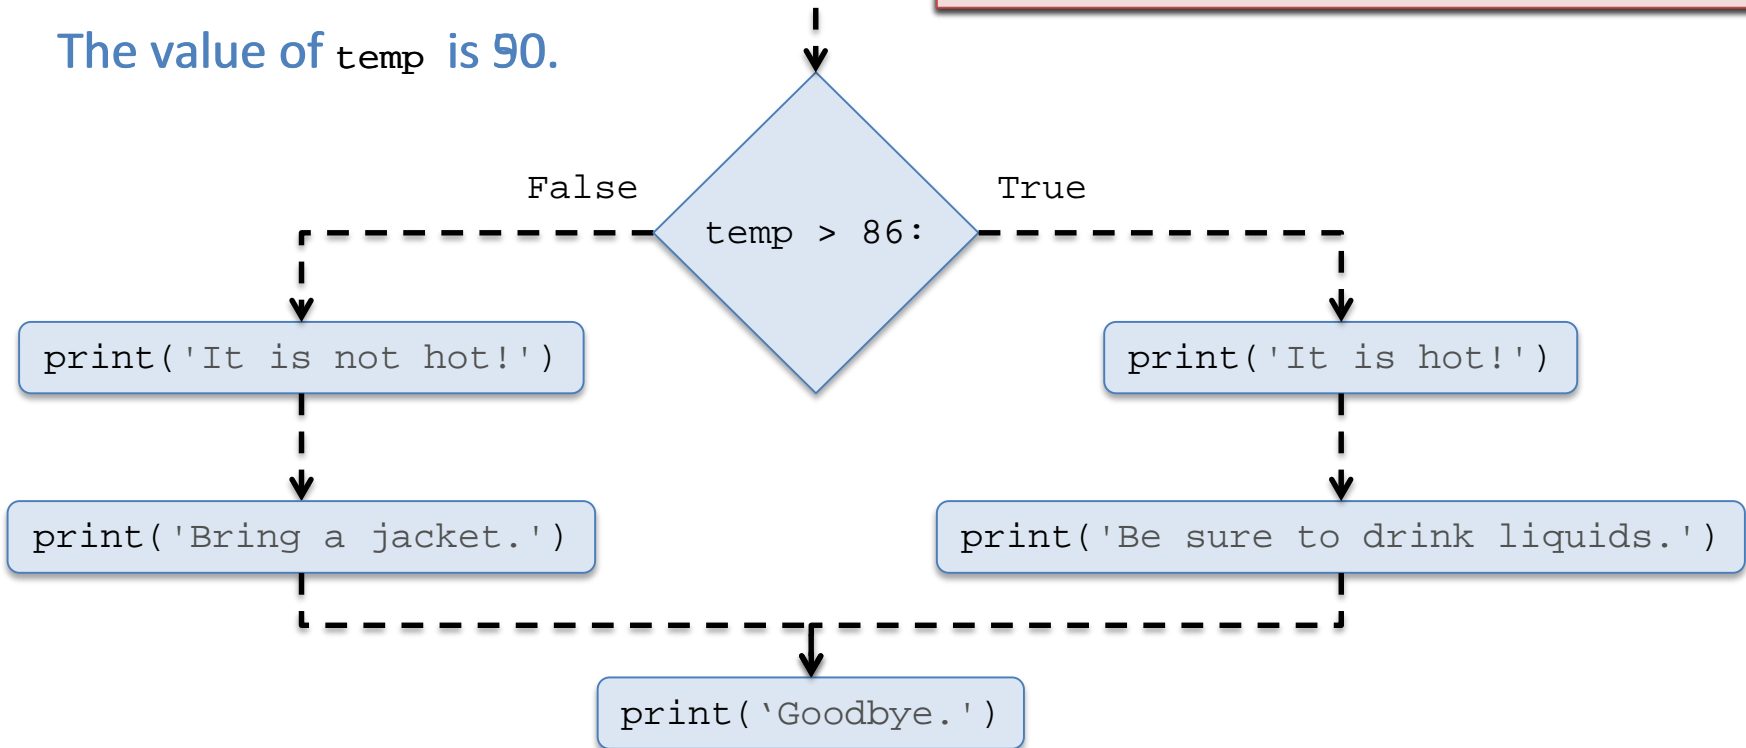 The value of temp is 90.
False
True
temp > 86:
print('It is not hot!')
print('It is hot!')
print('Bring a jacket.')
print('Be sure to drink liquids.')
print(‘Goodbye.')